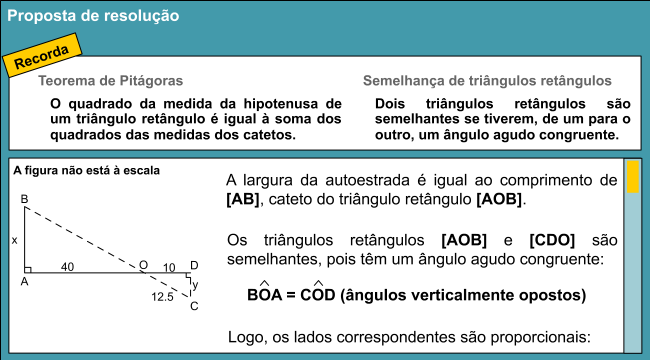 Proposta de resolução
Recorda
Teorema de Pitágoras
O quadrado da medida da hipotenusa de
um triângulo retângulo é igual à soma dos
quadrados das medidas dos catetos.
Semelhança de triângulos retângulos
Dois triângulos retângulos são
semelhantes se tiverem, de um para o
outro, um ângulo agudo congruente.
A figura não está à escala
B
x
A
40
O
10
D
y
C
12.5
A largura da autoestrada é igual ao comprimento de
[AB], cateto do triângulo retângulo [AOB].
Os triângulos retângulos [AOB] e [CDO] são
semelhantes, pois têm um ângulo agudo congruente:
BÔA = CÔD (ângulos verticalmente opostos)
Logo, os lados correspondentes são proporcionais: